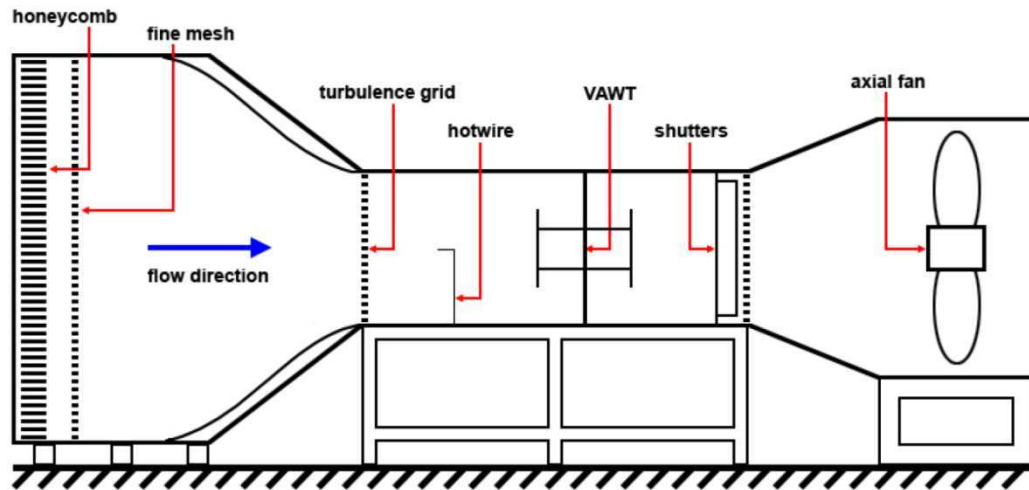 honeycomb
fine mesh
turbulence grid
hotwire
VAWT
shutters
axial fan
flow direction